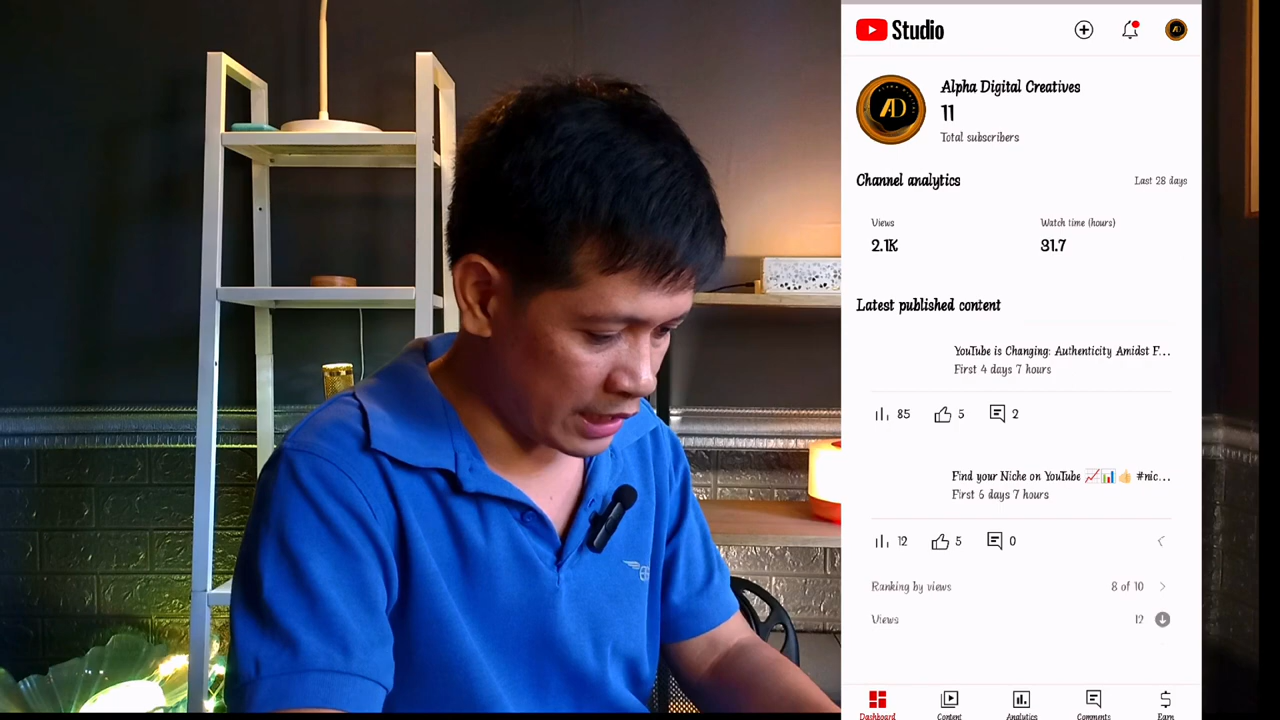 Studio
Alpha Digital Creatives
11
Total subscribers
Channel analytics
Last 28 days
Views
Watch time (hours)
2.1K
31.7
Latest published content
YouTube is Changing: Authenticity Amidst F...
First 4 days 7 hours
85 5 2
Find your Niche on YouTube 📈📊👍 #nic...
First 6 days 7 hours
12 5 0
Ranking by views 8 of 10
Views 12
Dashboard Content Analytics Comments Earn
AD